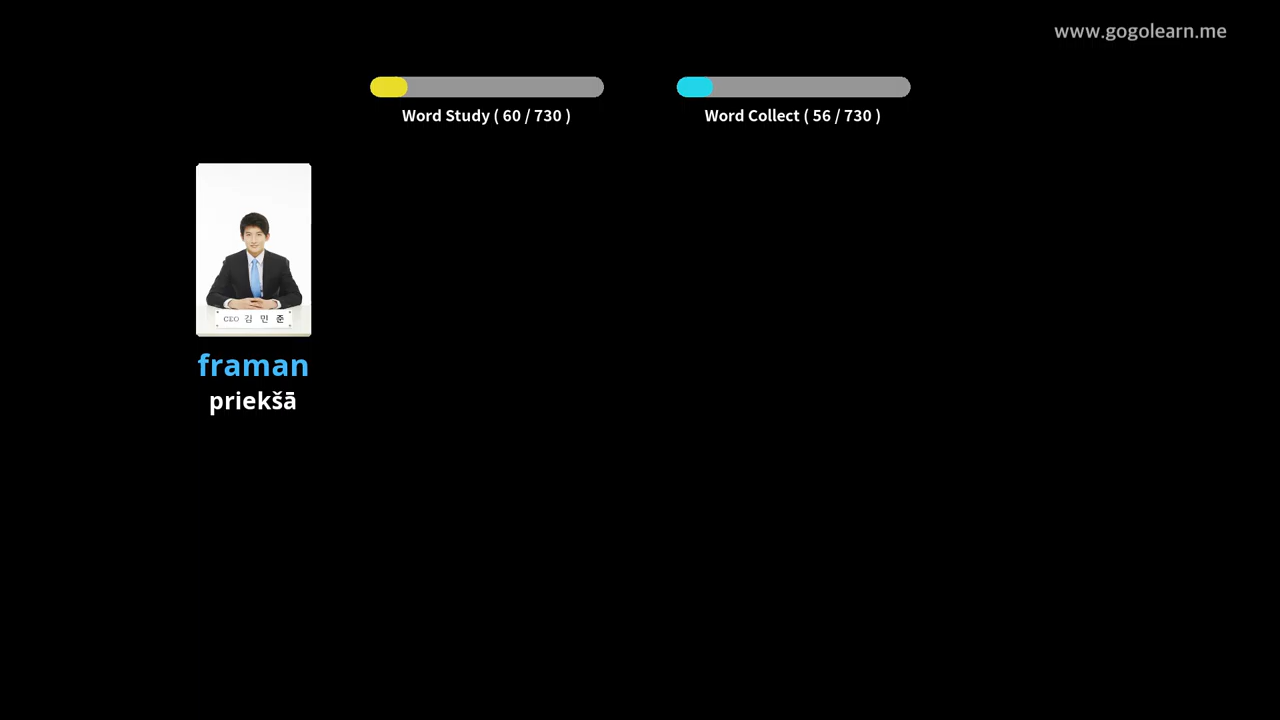 www.gogolearn.me
Word Study ( 60 / 730 )
Word Collect ( 56 / 730 )
CEO 김 민 준
framan
priekšā